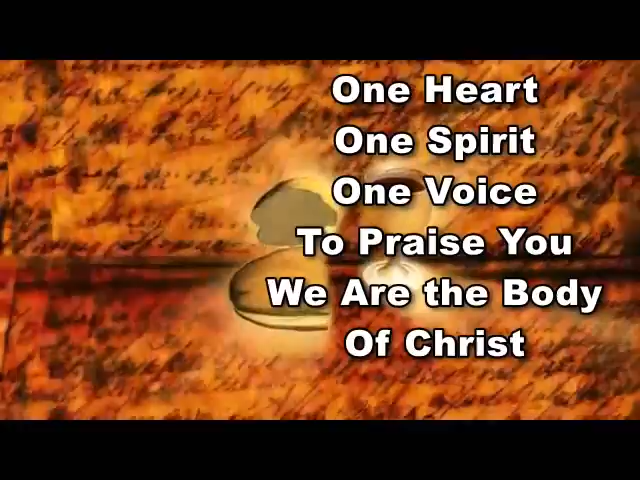 One Heart
One Spirit
One Voice
To Praise You
We Are the Body
Of Christ